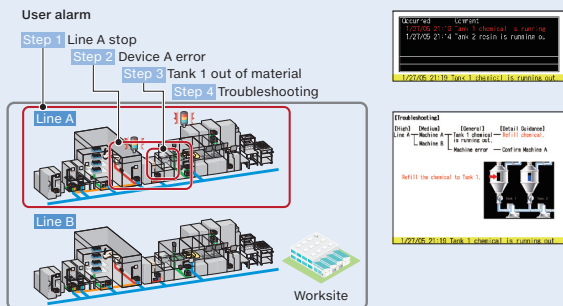 User alarm
Step 1 Line A stop
Step 2 Device A error
Step 3 Tank 1 out of material
Step 4 Troubleshooting
Line A
Line B
Worksite
Occurred Comment
1/27/05 21:19 Tank 1 chemical is running
1/27/05 21:14 Tank 2 resin is running ou
1/27/05 21:19 Tank 1 chemical is running out
[Troubleshooting]
[High] [Medium] [General] [Detail Guidance]
Line A Machine A Tank 1 chemical is running out. Refill chemical.
Machine B Machine error Confirm Machine A
Refill the chemical to Tank 1.
Tank 1
1/27/05 21:19 Tank 1 chemical is running out